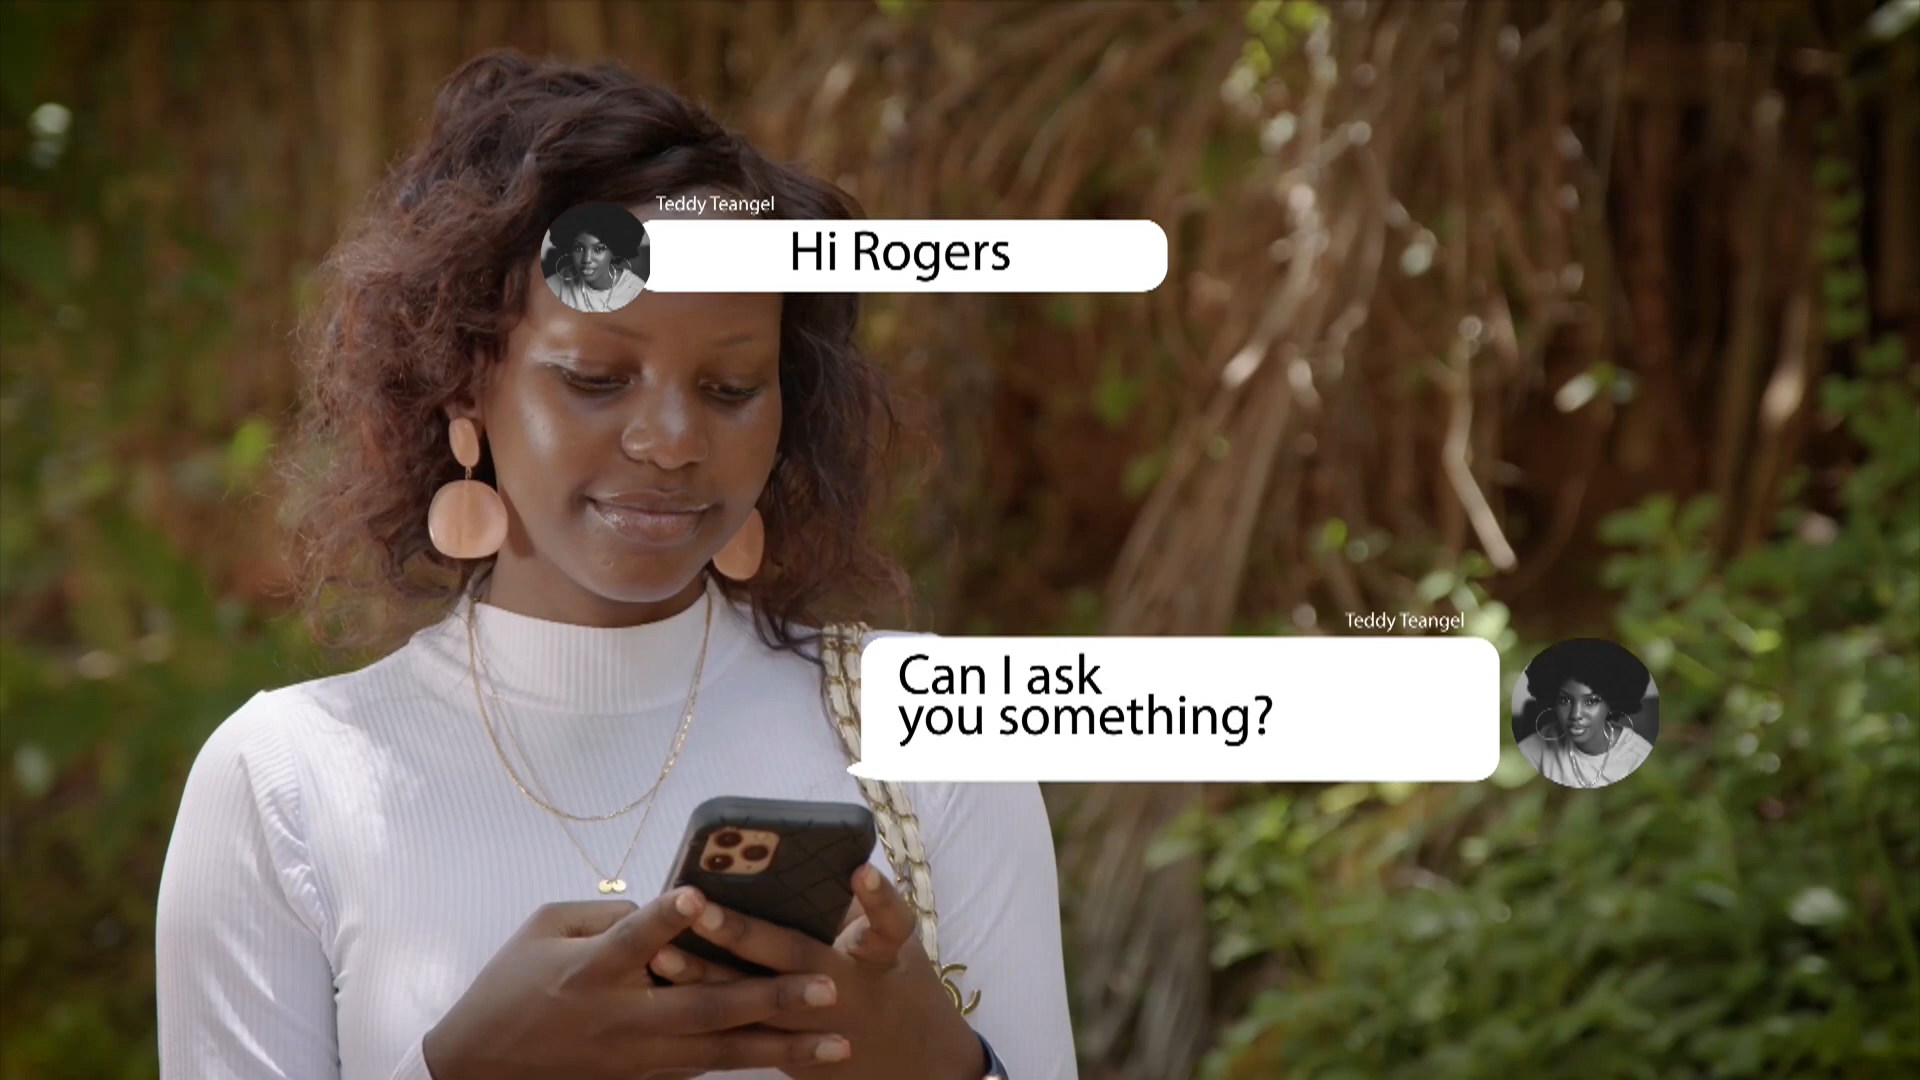 Teddy Teangel
Hi Rogers
Teddy Teangel
Can I ask
you something?